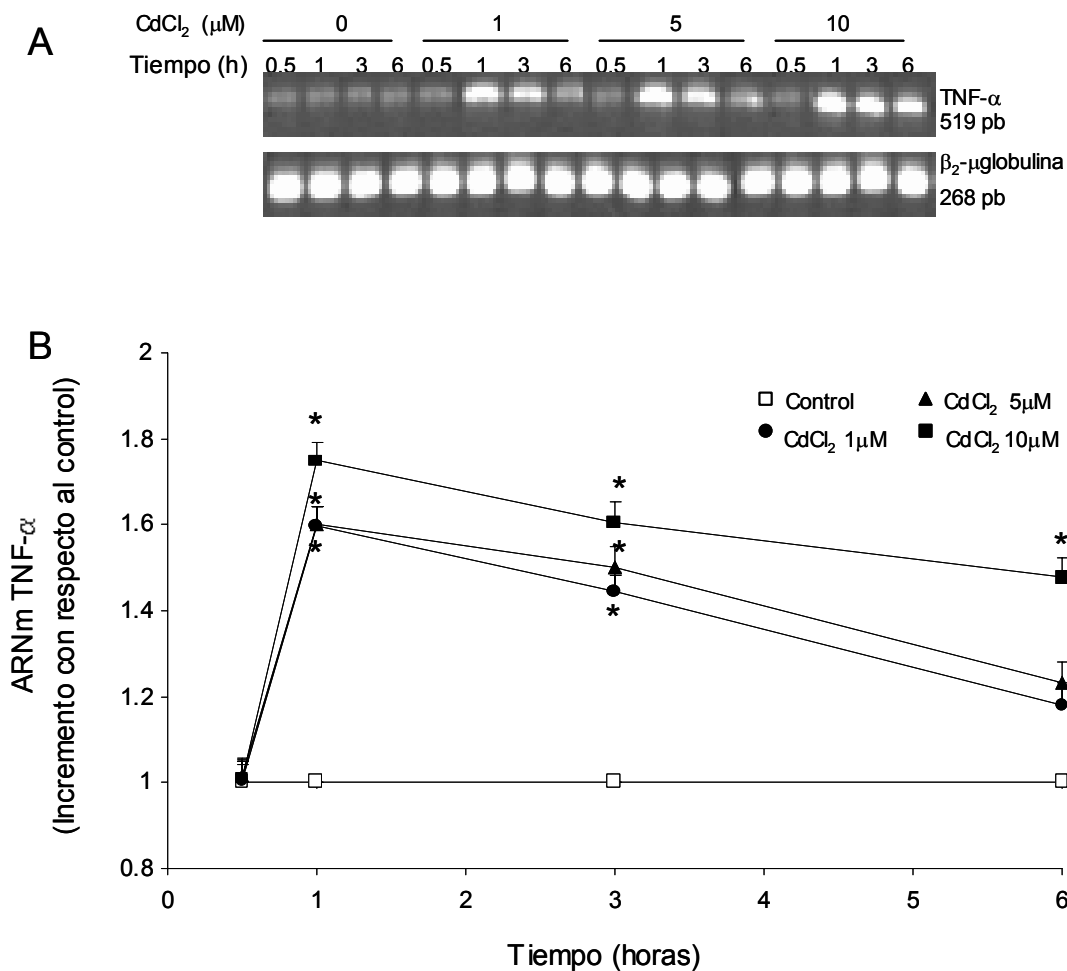 A
CdCl₂ (μM) 0 1 5 10
Tiempo (h) 0.5 1 3 6 0.5 1 3 6 0.5 1 3 6 0.5 1 3 6
TNF-α
519 pb
β₂-μglobulina
268 pb
B
ARNm TNF-α
(Incremento con respecto al control)
2
1.8
1.6
1.4
1.2
1
0.8
* * * * * * *
Control
CdCl₂ 1μM
CdCl₂ 5μM
CdCl₂ 10μM
0 1 2 3 4 5 6
Tiempo (horas)